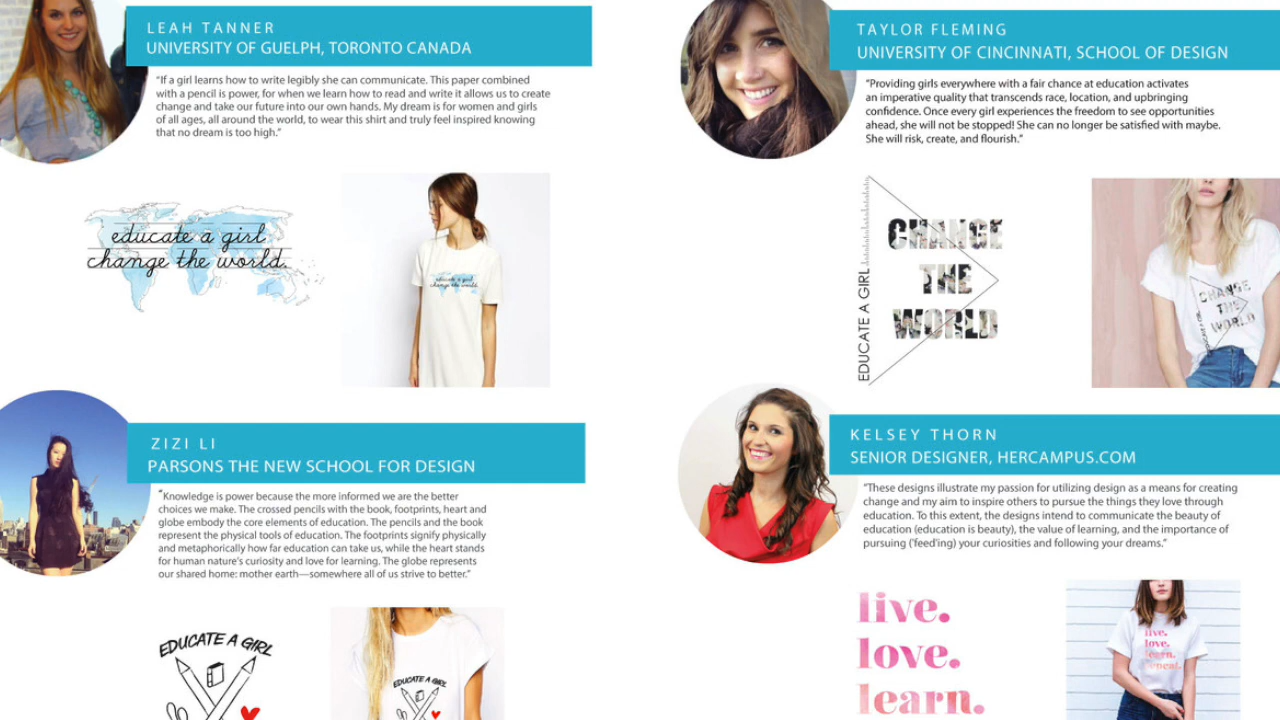 LEAH TANNER
UNIVERSITY OF GUELPH, TORONTO CANADA
“If a girl learns how to write legibly she can communicate. This paper combined
with a pencil is power, for when we learn how to read and write it allows us to create
change and take our future into our own hands. My dream is for women and girls
of all ages, all around the world, to wear this shirt and truly feel inspired knowing
that no dream is too high.”
educate a girl
change the world.
educate a girl
change the world.
TAYLOR FLEMING
UNIVERSITY OF CINCINNATI, SCHOOL OF DESIGN
“Providing girls everywhere with a fair chance at education activates
an imperative quality that transcends race, location, and upbringing
confidence. Once every girl experiences the freedom to see opportunities
ahead, she will not be stopped! She can no longer be satisfied with maybe.
She will risk, create, and flourish.”
EDUCATE A GIRL
CHANGE
THE
WORLD
CHANGE
THE
WORLD
ZIZI LI
PARSONS THE NEW SCHOOL FOR DESIGN
“Knowledge is power because the more informed we are the better
choices we make. The crossed pencils with the book, footprints, heart and
globe embody the core elements of education. The pencils and the book
represent the physical tools of education. The footprints signify physically
and metaphorically how far education can take us, while the heart stands
for human nature's curiosity and love for learning. The globe represents
our shared home: mother earth—somewhere all of us strive to better.”
EDUCATE A GIRL
EDUCATE A GIRL
KELSEY THORN
SENIOR DESIGNER, HERCAMPUS.COM
“These designs illustrate my passion for utilizing design as a means for creating
change and my aim to inspire others to pursue the things they love through
education. To this extent, the designs intend to communicate the beauty of
education (education is beauty), the value of learning, and the importance of
pursuing ('feed'ing) your curiosities and following your dreams.”
live.
love.
learn.
live.
love.
learn.
repeat.